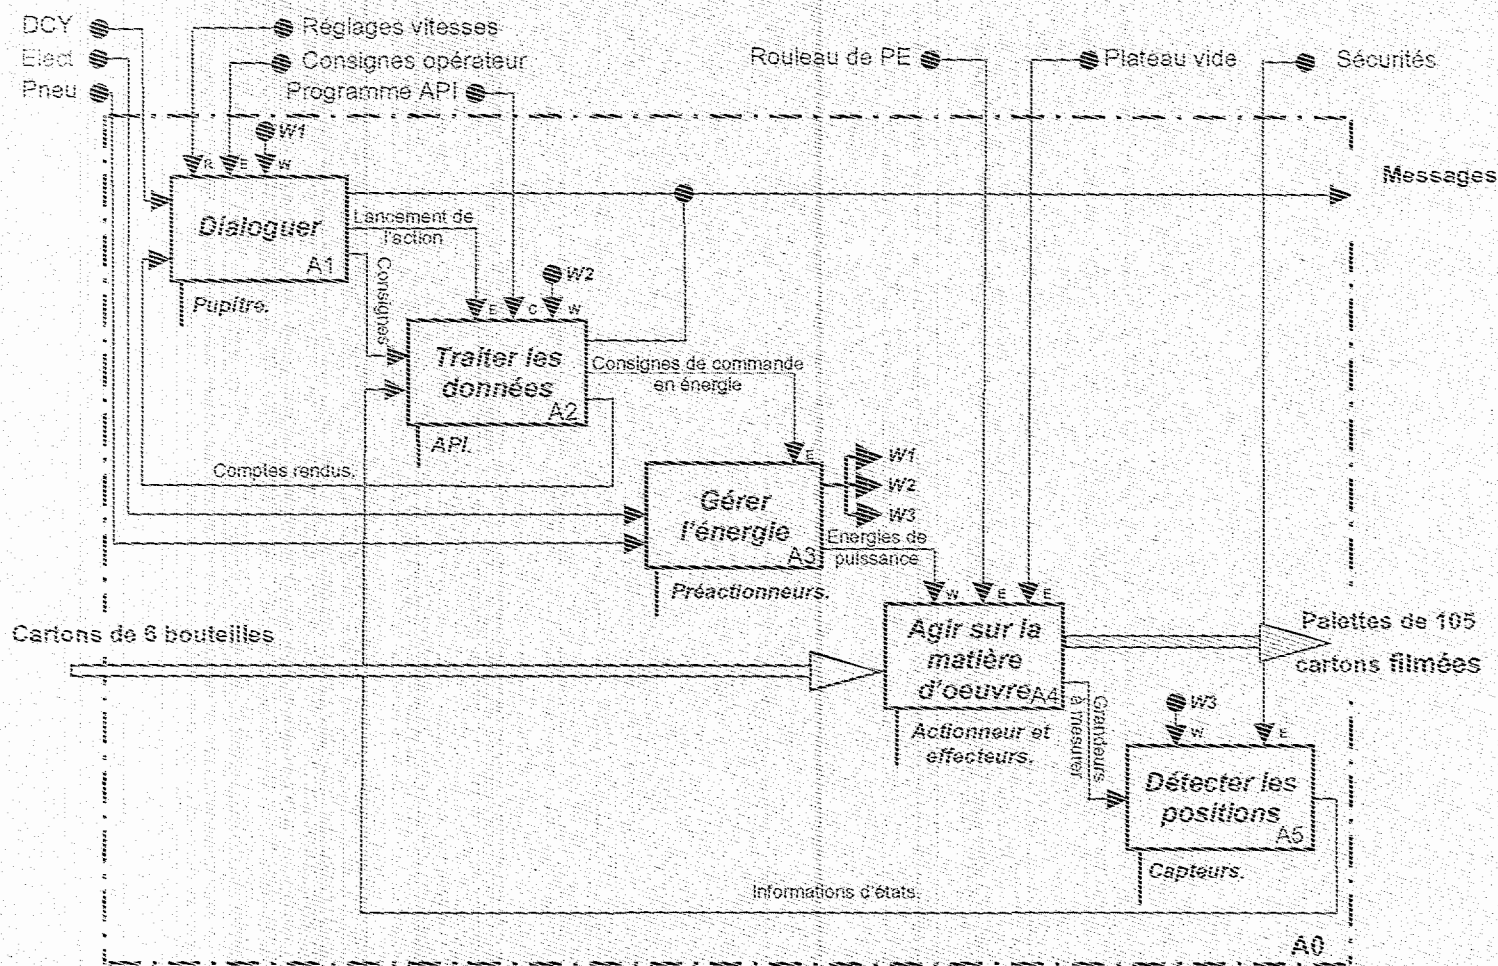 DCY
Réglages vitesses
Elect
Consignes opérateur
Rouleau de PE
Plateau vide
Sécurités
Pneu
Programme API
W1
R E W
Messages
Dialoguer
A1
Lancement de
l'action
Consignes
Pupitre.
W2
E C W
Traiter les
données
A2
API.
Consignes de commande
en énergie
Comptes rendus.
E
W1
W2
W3
Gérer
l'énergie
A3
Préactionneurs.
Energies de
puissance
W E E
Cartons de 6 bouteilles
Agir sur la
matière
d'oeuvre
A4
Actionneur et
effecteurs.
Palettes de 105
cartons filmées
Grandeurs
à mesuter
W3
W E
Détecter les
positions
A5
Capteurs.
Informations d'états.
A0